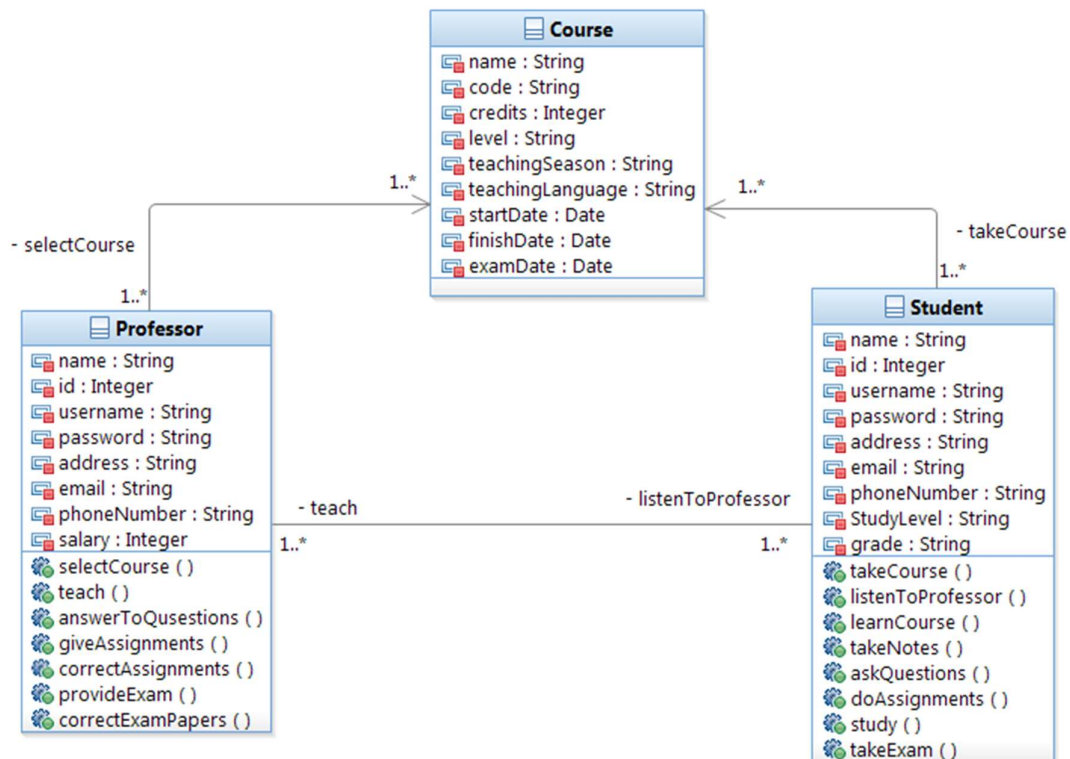 Course
name : String
code : String
credits : Integer
level : String
teachingSeason : String
teachingLanguage : String
startDate : Date
finishDate : Date
examDate : Date
1..*
1..*
- selectCourse
- takeCourse
1..*
1..*
Professor
name : String
id : Integer
username : String
password : String
address : String
email : String
phoneNumber : String
salary : Integer
selectCourse ( )
teach ( )
answerToQusestions ( )
giveAssignments ( )
correctAssignments ( )
provideExam ( )
correctExamPapers ( )
- teach
- listenToProfessor
1..*
1..*
Student
name : String
id : Integer
username : String
password : String
address : String
email : String
phoneNumber : String
StudyLevel : String
grade : String
takeCourse ( )
listenToProfessor ( )
learnCourse ( )
takeNotes ( )
askQuestions ( )
doAssignments ( )
study ( )
takeExam ( )